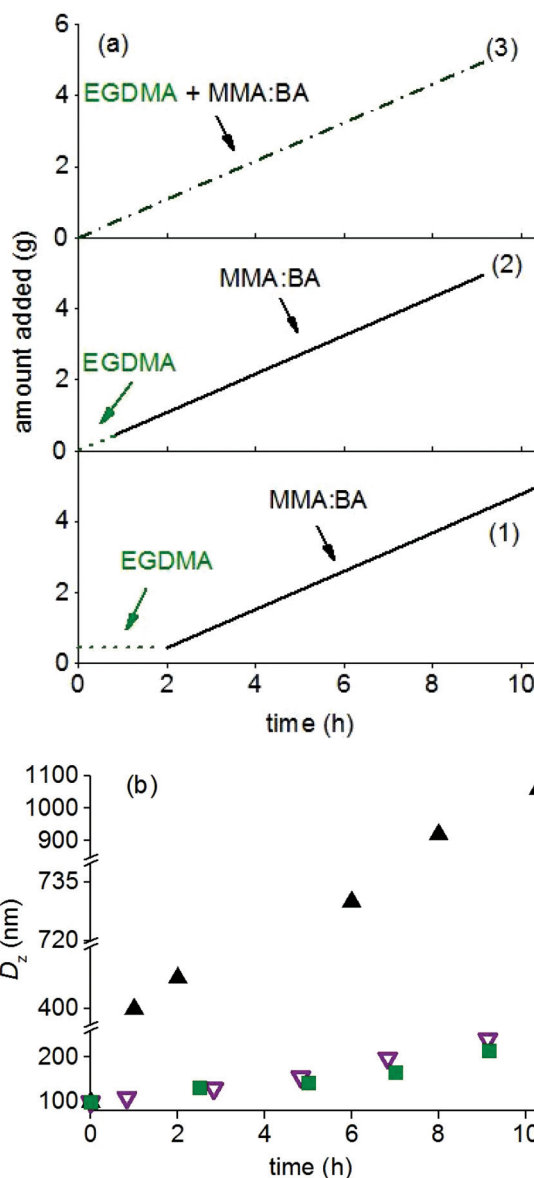 (a)
(3)
EGDMA + MMA:BA
6
4
2
0
(2)
MMA:BA
EGDMA
4
2
0
MMA:BA
(1)
EGDMA
4
2
0
amount added (g)
0 2 4 6 8 10
time (h)
(b)
1100
1000
900
735
720
400
200
100
Dz (nm)
0 2 4 6 8 10
time (h)